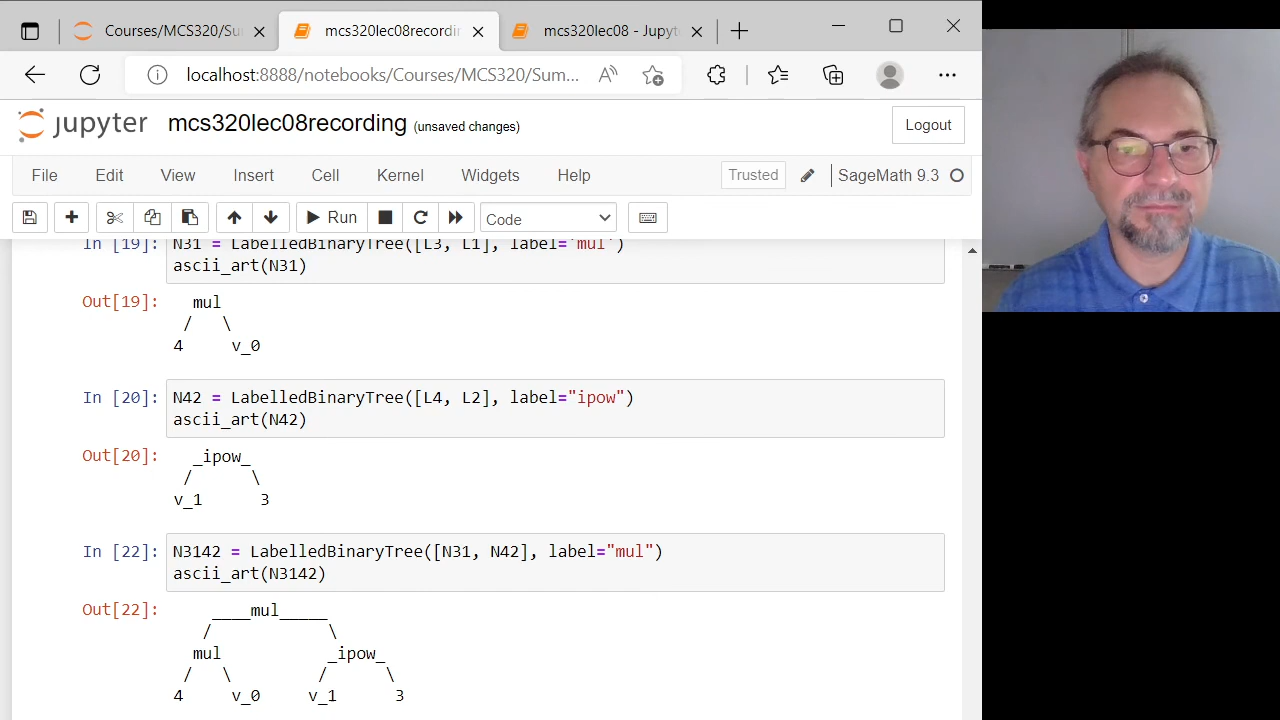 Courses/MCS320/Su
mcs320lec08recordi
mcs320lec08 - Jupyt
localhost:8888/notebooks/Courses/MCS320/Sum...
jupyter mcs320lec08recording (unsaved changes)
Logout
File Edit View Insert Cell Kernel Widgets Help Trusted SageMath 9.3
Run Code
In [19]: N31 = LabelledBinaryTree([L3, L1], label='mul')
ascii_art(N31)
Out[19]: mul
/ \
4 v_0
In [20]: N42 = LabelledBinaryTree([L4, L2], label="ipow")
ascii_art(N42)
Out[20]: _ipow_
/ \
v_1 3
In [22]: N3142 = LabelledBinaryTree([N31, N42], label="mul")
ascii_art(N3142)
Out[22]: ____mul_____
/ \
mul _ipow_
/ \ / \
4 v_0 v_1 3